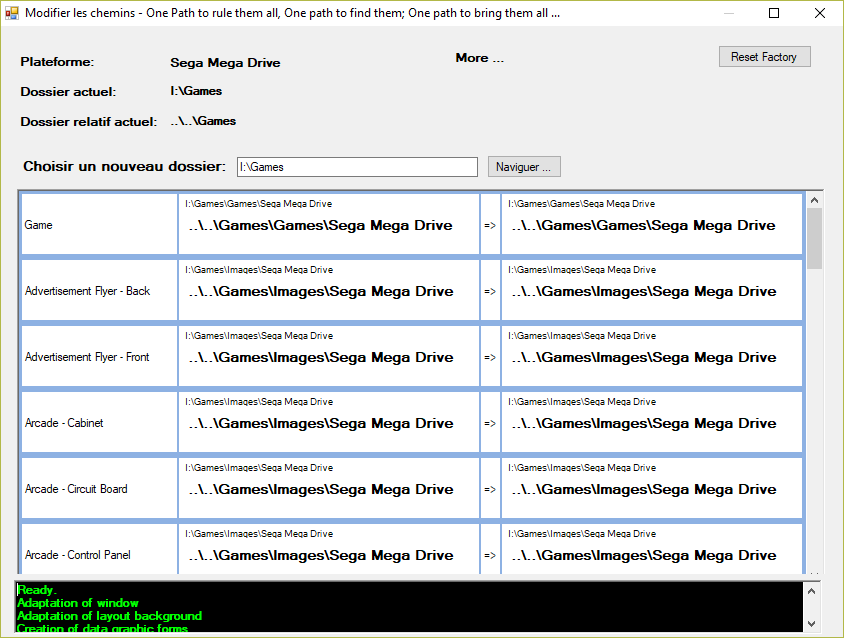 Modifier les chemins - One Path to rule them all, One path to find them; One path to bring them all ...
Plateforme: Sega Mega Drive More ... Reset Factory
Dossier actuel: I:\Games
Dossier relatif actuel: ..\..\Games
Choisir un nouveau dossier: I:\Games Naviguer ...
I:\Games\Games\Sega Mega Drive I:\Games\Games\Sega Mega Drive
Game ..\..\Games\Games\Sega Mega Drive => ..\..\Games\Games\Sega Mega Drive
I:\Games\Images\Sega Mega Drive I:\Games\Images\Sega Mega Drive
Advertisement Flyer - Back ..\..\Games\Images\Sega Mega Drive => ..\..\Games\Images\Sega Mega Drive
I:\Games\Images\Sega Mega Drive I:\Games\Images\Sega Mega Drive
Advertisement Flyer - Front ..\..\Games\Images\Sega Mega Drive => ..\..\Games\Images\Sega Mega Drive
I:\Games\Images\Sega Mega Drive I:\Games\Images\Sega Mega Drive
Arcade - Cabinet ..\..\Games\Images\Sega Mega Drive => ..\..\Games\Images\Sega Mega Drive
I:\Games\Images\Sega Mega Drive I:\Games\Images\Sega Mega Drive
Arcade - Circuit Board ..\..\Games\Images\Sega Mega Drive => ..\..\Games\Images\Sega Mega Drive
I:\Games\Images\Sega Mega Drive I:\Games\Images\Sega Mega Drive
Arcade - Control Panel ..\..\Games\Images\Sega Mega Drive => ..\..\Games\Images\Sega Mega Drive
Ready.
Adaptation of window
Adaptation of layout background
Creation of data graphic forms